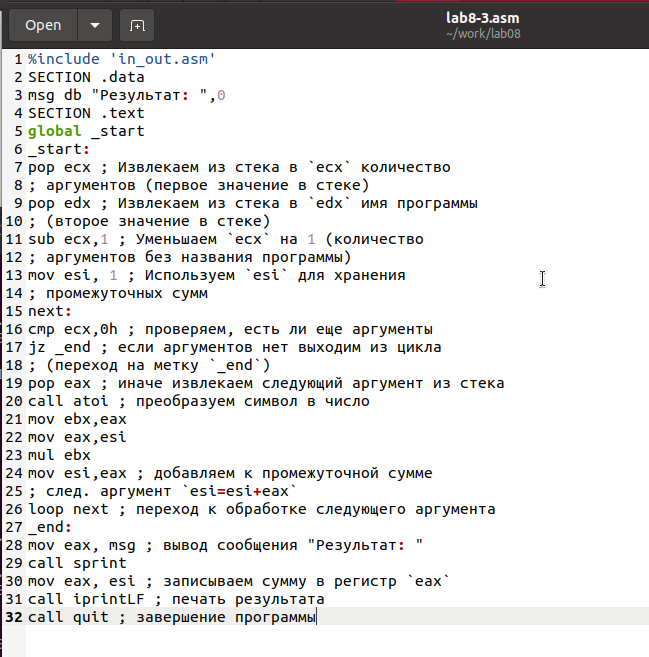 Open
lab8-3.asm
~/work/lab08
1 %include 'in_out.asm'
2 SECTION .data
3 msg db "Результат: ",0
4 SECTION .text
5 global _start
6 _start:
7 pop ecx ; Извлекаем из стека в `ecx` количество
8 ; аргументов (первое значение в стеке)
9 pop edx ; Извлекаем из стека в `edx` имя программы
10 ; (второе значение в стеке)
11 sub ecx,1 ; Уменьшаем `ecx` на 1 (количество
12 ; аргументов без названия программы)
13 mov esi, 1 ; Используем `esi` для хранения
14 ; промежуточных сумм
15 next:
16 cmp ecx,0h ; проверяем, есть ли еще аргументы
17 jz _end ; если аргументов нет выходим из цикла
18 ; (переход на метку `_end`)
19 pop eax ; иначе извлекаем следующий аргумент из стека
20 call atoi ; преобразуем символ в число
21 mov ebx,eax
22 mov eax,esi
23 mul ebx
24 mov esi,eax ; добавляем к промежуточной сумме
25 ; след. аргумент `esi=esi+eax`
26 loop next ; переход к обработке следующего аргумента
27 _end:
28 mov eax, msg ; вывод сообщения "Результат: "
29 call sprint
30 mov eax, esi ; записываем сумму в регистр `eax`
31 call iprintLF ; печать результата
32 call quit ; завершение программы